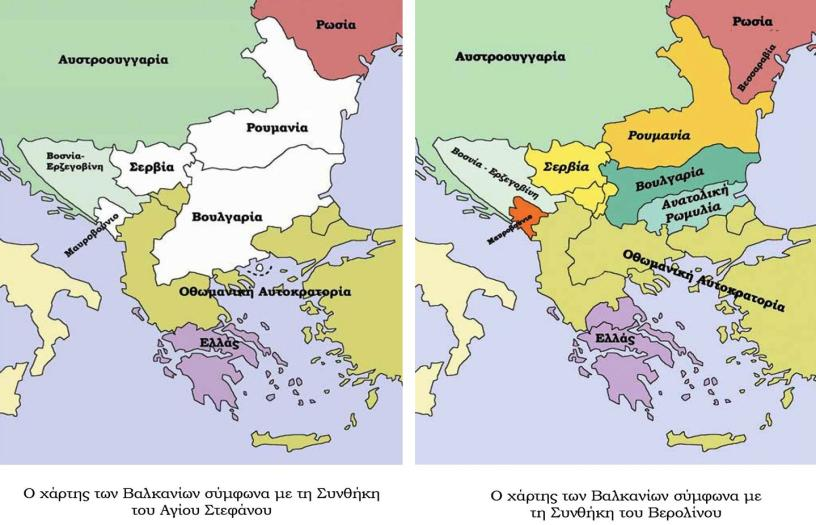 Ρωσία
Αυστροουγγαρία
Ρουμανία
Βοσνία-
Ερζεγοβίνη
Σερβία
Βουλγαρία
Μαυροβούνιο
Οθωμανική Αυτοκρατορία
Ελλάς
Ο χάρτης των Βαλκανίων σύμφωνα με τη Συνθήκη
του Αγίου Στεφάνου
Ρωσία
Αυστροουγγαρία
Βεσσαραβία
Ρουμανία
Βοσνία - Ερζεγοβίνη
Σερβία
Βουλγαρία
Ανατολική
Ρωμυλία
Μαυροβούνιο
Οθωμανική Αυτοκρατορία
Ελλάς
Ο χάρτης των Βαλκανίων σύμφωνα με
τη Συνθήκη του Βερολίνου